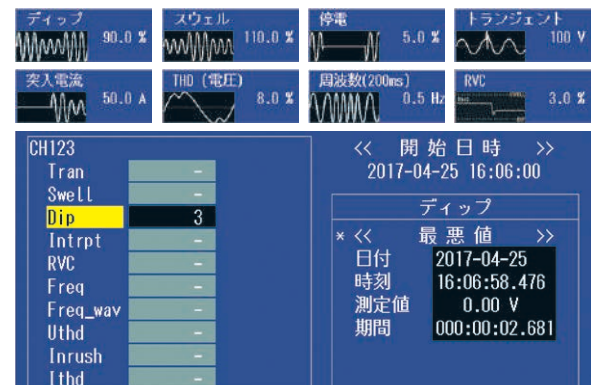 ディップ 90.0 %
スウェル 110.0 %
停電 5.0 %
トランジェント 100 V
突入電流 50.0 A
THD (電圧) 8.0 %
周波数(200ms) 0.5 Hz
RVC 3.0 %
CH123
Tran -
Swell -
Dip 3
Intrpt -
RVC -
Freq -
Freq_wav -
Uthd -
Inrush -
Ithd -
<< 開始日時 >>
2017-04-25 16:06:00
ディップ
* << 最悪値 >>
日付 2017-04-25
時刻 16:06:58.476
測定値 0.00 V
期間 000:00:02.681